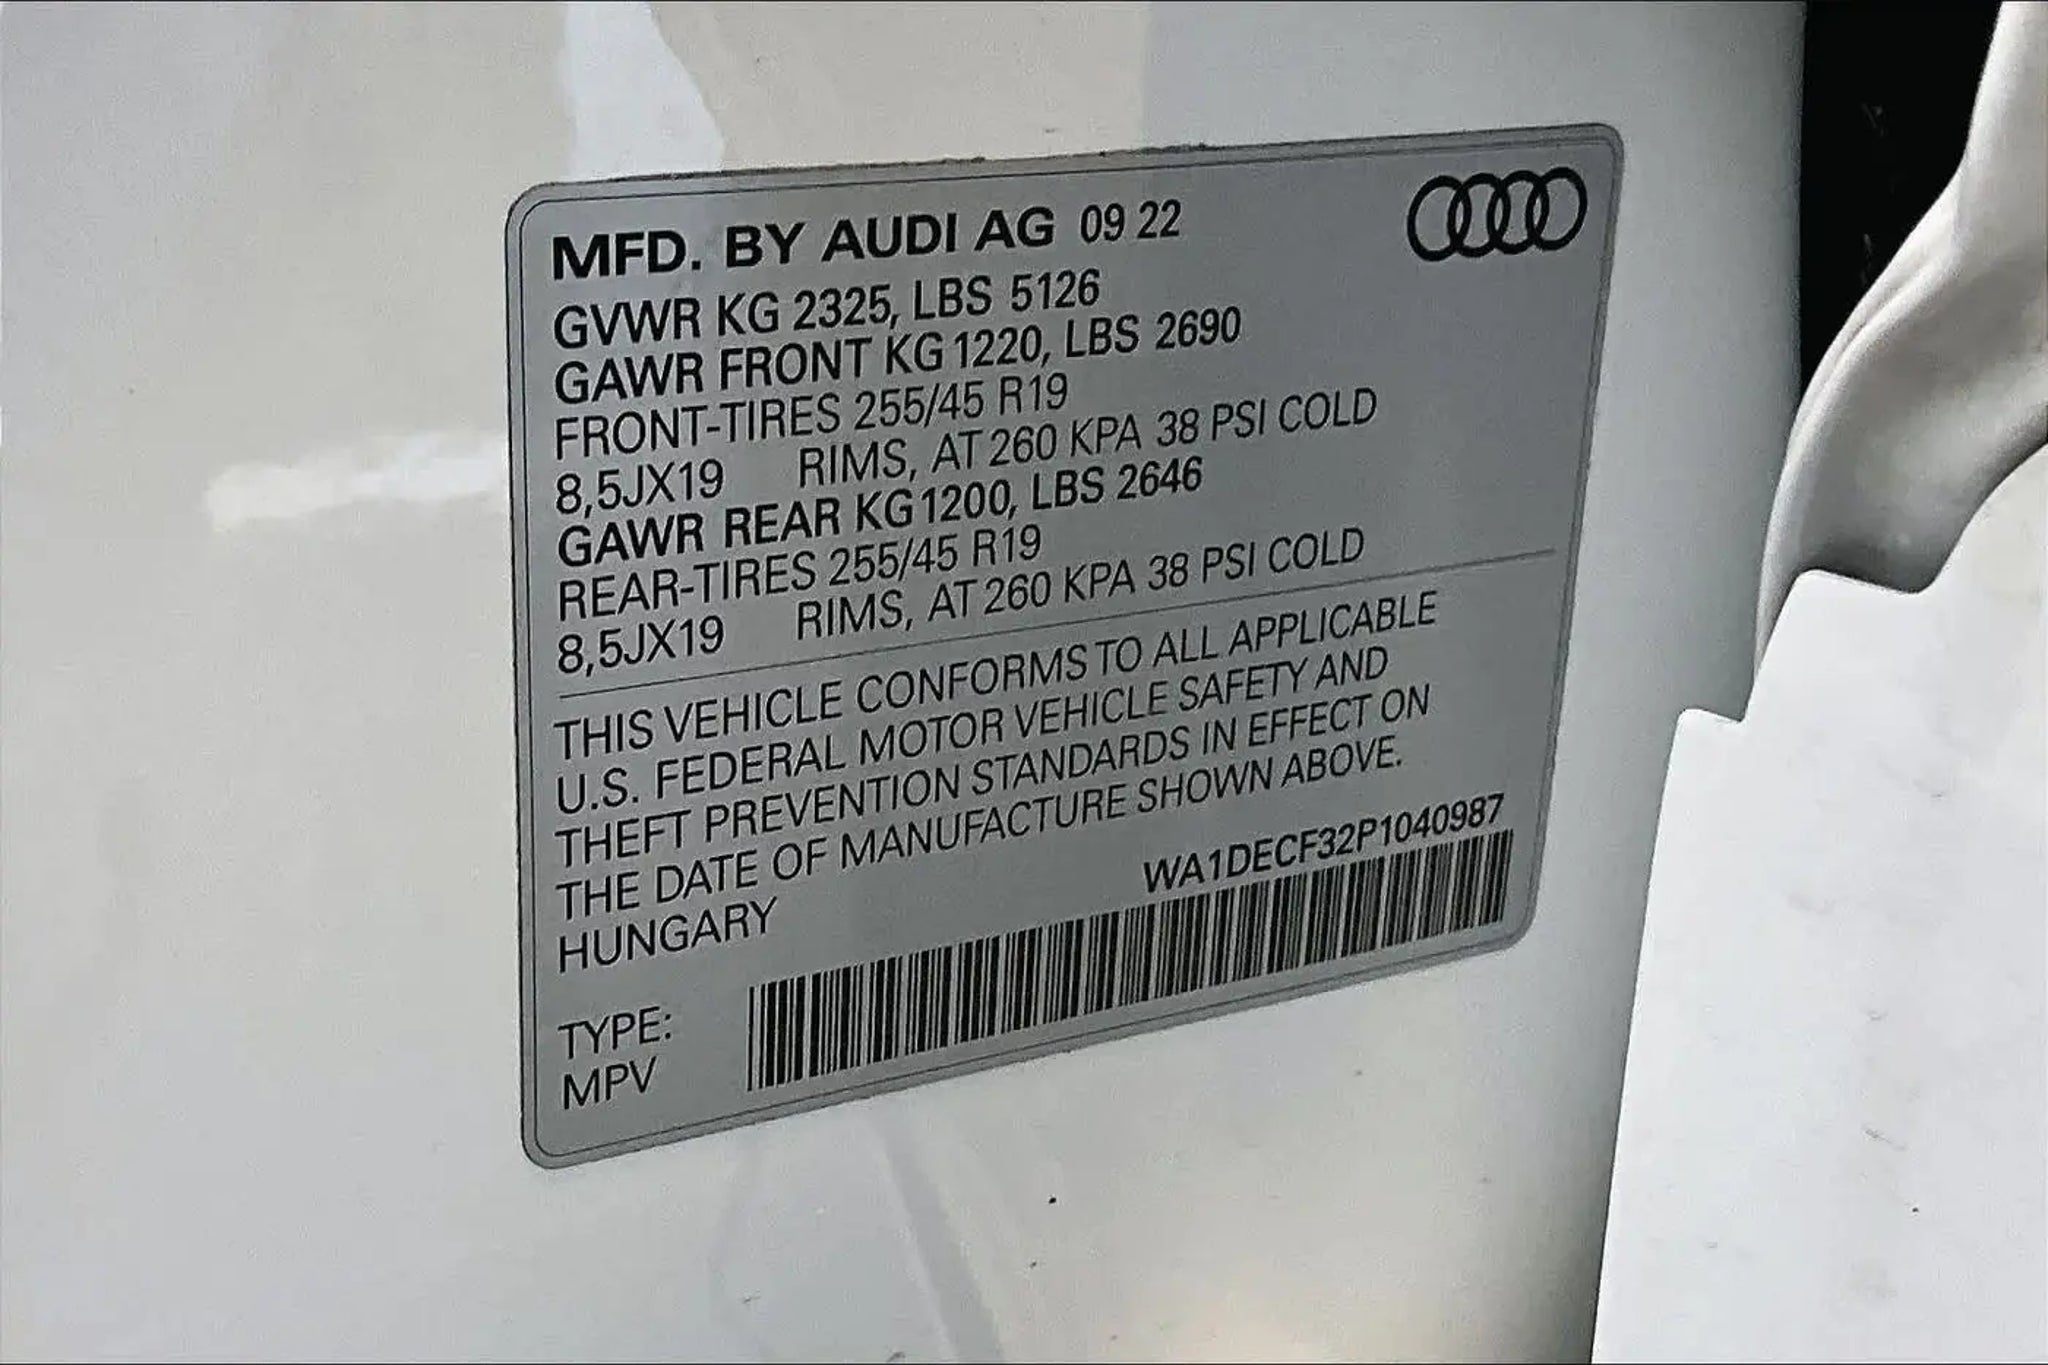 MFD. BY AUDI AG 09 22
GVWR KG 2325, LBS 5126
GAWR FRONT KG 1220, LBS 2690
FRONT-TIRES 255/45 R19
8,5JX19 RIMS, AT 260 KPA 38 PSI COLD
GAWR REAR KG 1200, LBS 2646
REAR-TIRES 255/45 R19
8,5JX19 RIMS, AT 260 KPA 38 PSI COLD
THIS VEHICLE CONFORMS TO ALL APPLICABLE
U.S. FEDERAL MOTOR VEHICLE SAFETY AND
THEFT PREVENTION STANDARDS IN EFFECT ON
THE DATE OF MANUFACTURE SHOWN ABOVE.
HUNGARY WA1DECF32P1040987
TYPE:
MPV